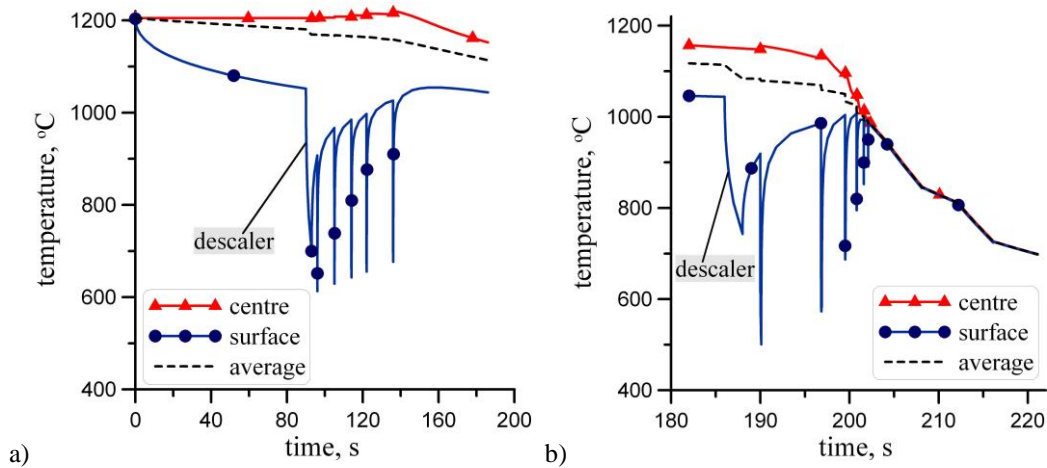 1200
1000
800
600
400
temperature, °C
descaler
centre
surface
average
0 40 80 120 160 200
time, s
a)
1200
1000
800
600
400
temperature, °C
descaler
centre
surface
average
180 190 200 210 220
time, s
b)